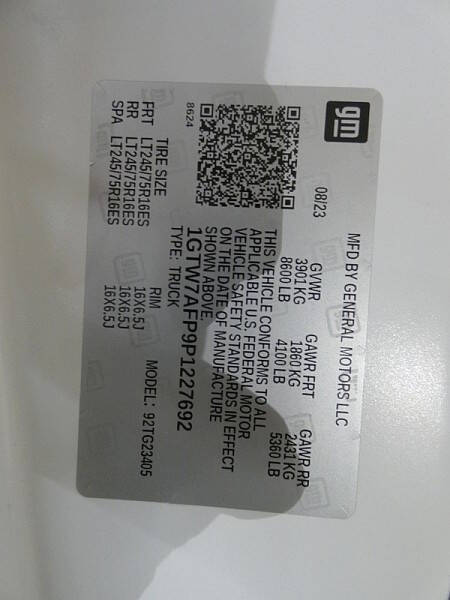 gm
MFD BY GENERAL MOTORS LLC
08/23
GVWR GAWR FRT GAWR RR
3901 KG 1860 KG 2431 KG
8600 LB 4100 LB 5360 LB
THIS VEHICLE CONFORMS TO ALL
APPLICABLE U.S. FEDERAL MOTOR
VEHICLE SAFETY STANDARDS IN EFFECT
ON THE DATE OF MANUFACTURE
SHOWN ABOVE.
1GTW7AFP9P1227692
TYPE: TRUCK
8624
MODEL: 92TG23405
TIRE SIZE RIM
FRT LT245/75R16ES 16X6.5J
RR LT245/75R16ES 16X6.5J
SPA LT245/75R16ES 16X6.5J